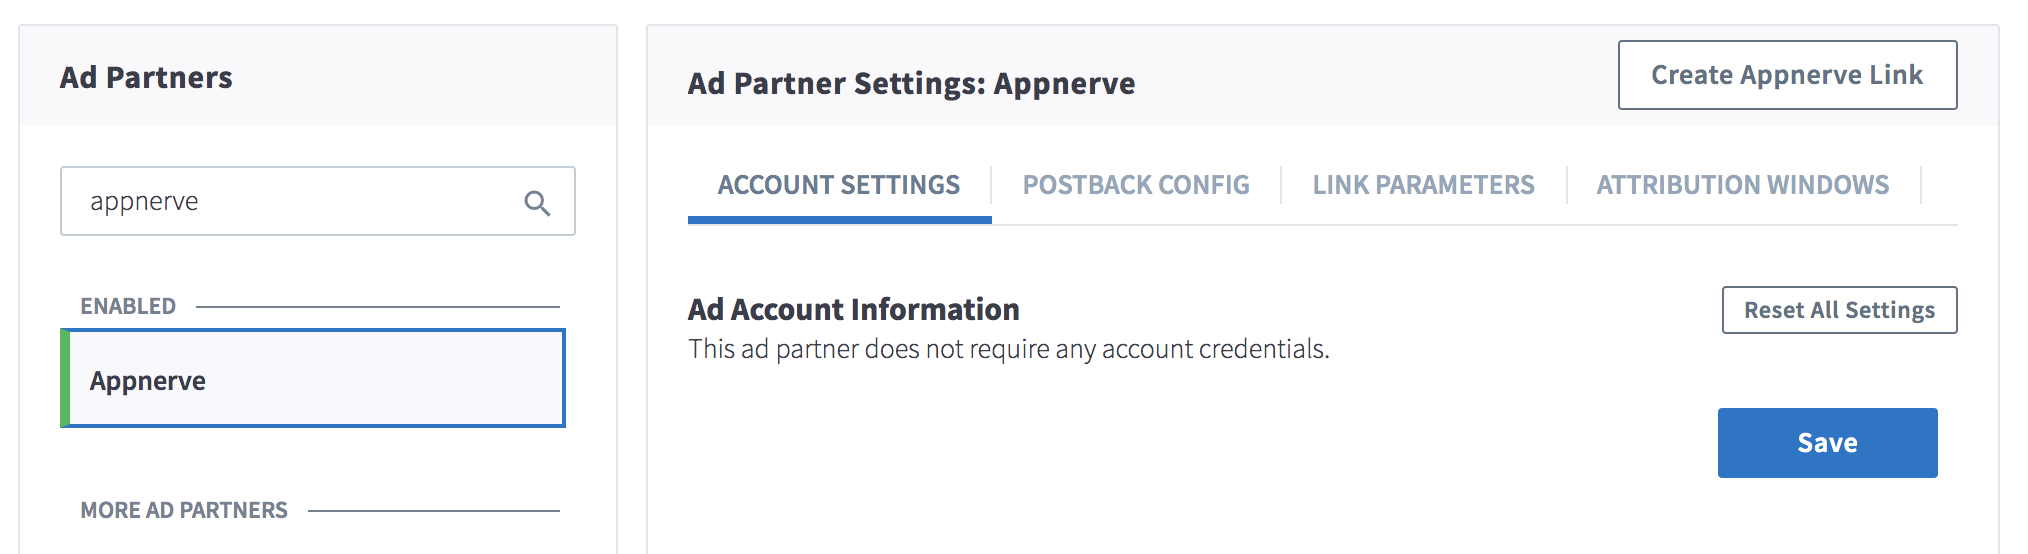 Ad Partners
appnerve
ENABLED
Appnerve
MORE AD PARTNERS
Ad Partner Settings: Appnerve
Create Appnerve Link
ACCOUNT SETTINGS
POSTBACK CONFIG
LINK PARAMETERS
ATTRIBUTION WINDOWS
Ad Account Information
Reset All Settings
This ad partner does not require any account credentials.
Save